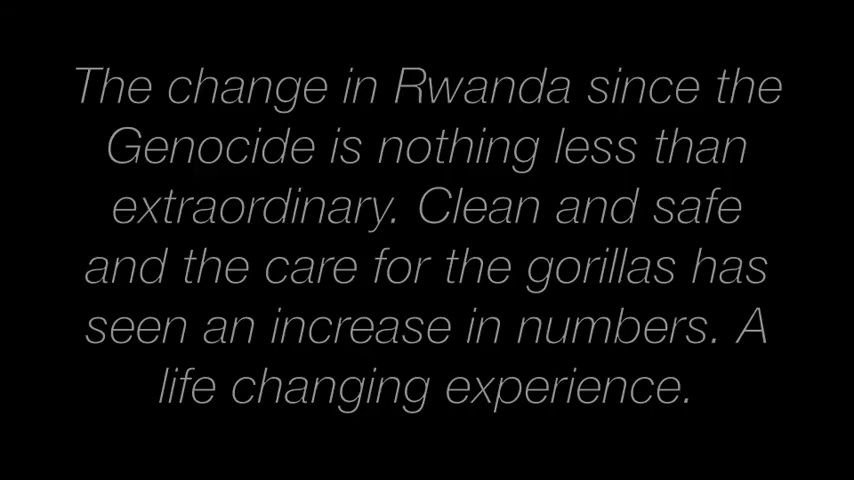 The change in Rwanda since the
Genocide is nothing less than
extraordinary. Clean and safe
and the care for the gorillas has
seen an increase in numbers. A
life changing experience.